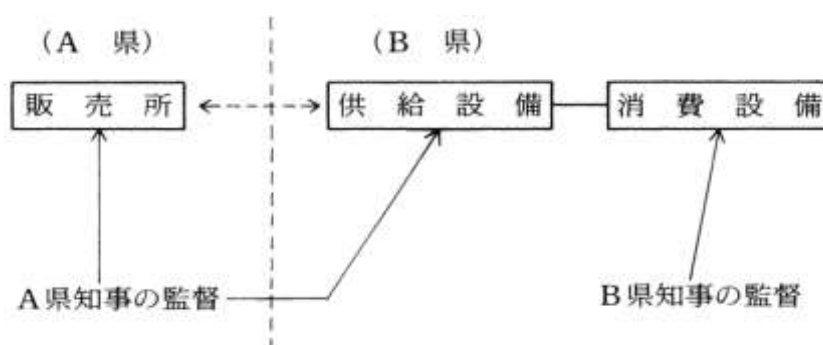 （A　県）
（B　県）
販　売　所
供　給　設　備
消　費　設　備
A県知事の監督
B県知事の監督